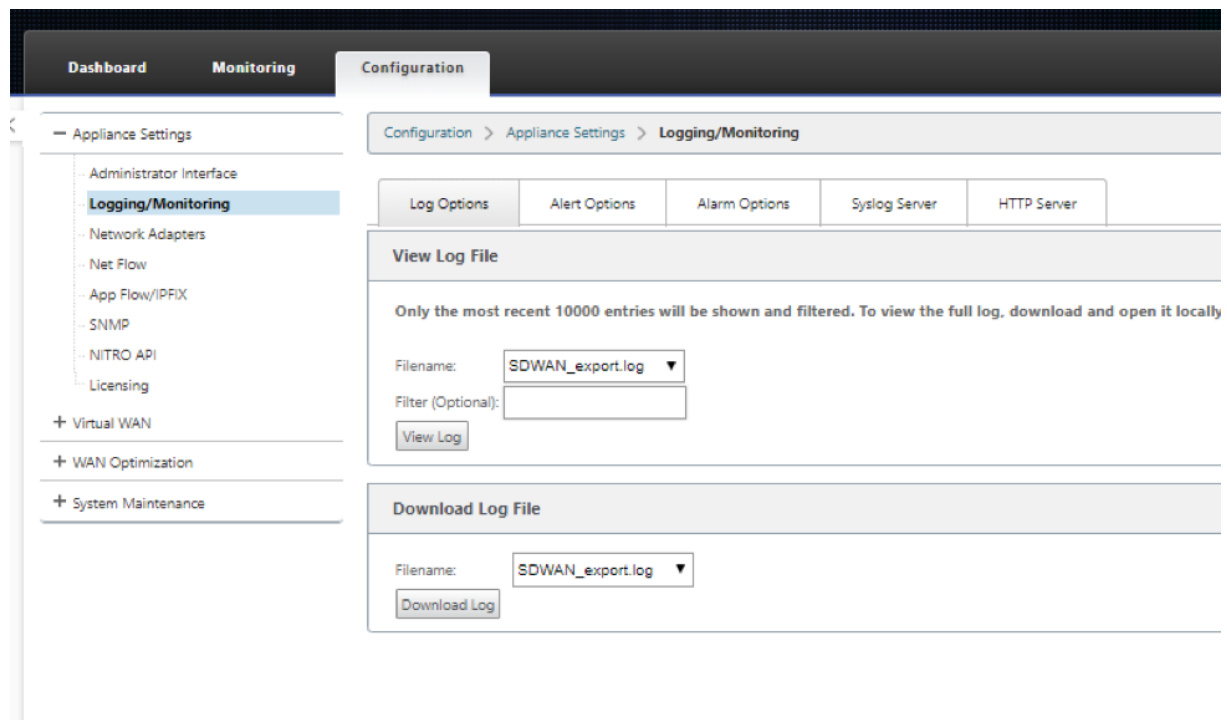 Dashboard Monitoring Configuration
Appliance Settings
Administrator Interface
Logging/Monitoring
Network Adapters
Net Flow
App Flow/IPFIX
SNMP
NITRO API
Licensing
+ Virtual WAN
+ WAN Optimization
+ System Maintenance
Configuration > Appliance Settings > Logging/Monitoring
Log Options Alert Options Alarm Options Syslog Server HTTP Server
View Log File
Only the most recent 10000 entries will be shown and filtered. To view the full log, download and open it locally
Filename: SDWAN_export.log
Filter (Optional):
View Log
Download Log File
Filename: SDWAN_export.log
Download Log